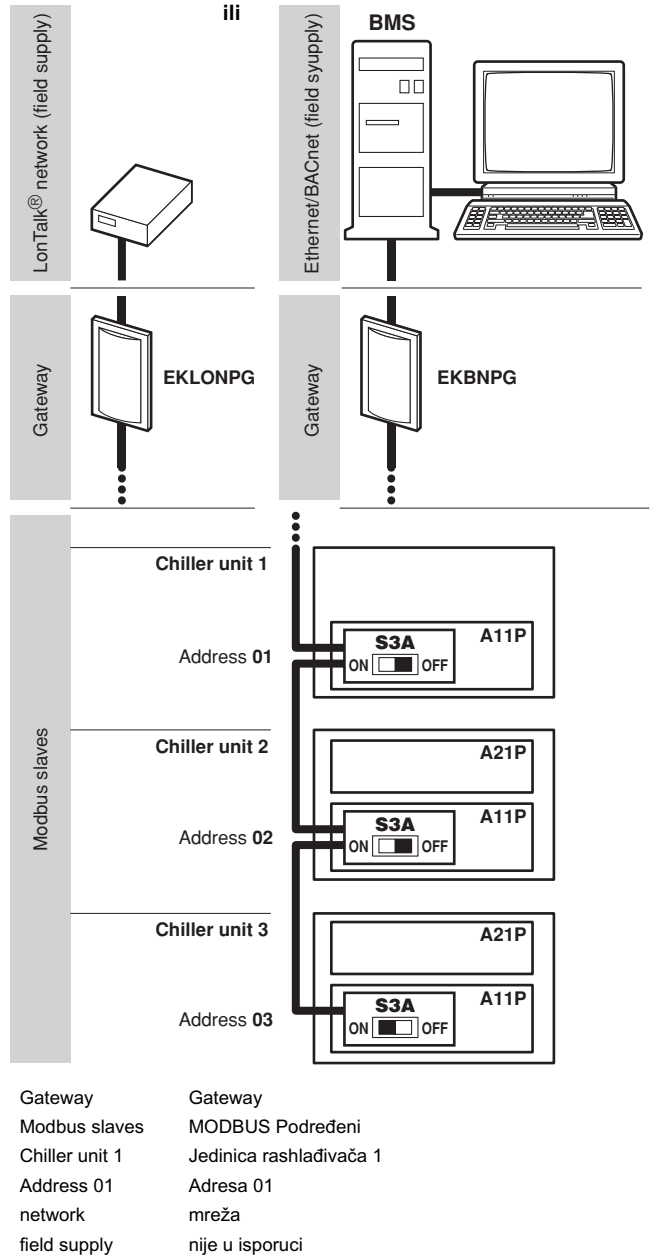 ili
BMS
LonTalk® network (field supply)
Ethernet/BACnet (field syupply)
Gateway
EKLONPG
Gateway
EKBNPG
Modbus slaves
Chiller unit 1
Address 01
S3A
ON OFF
A11P
Chiller unit 2
A21P
Address 02
S3A
ON OFF
A11P
Chiller unit 3
A21P
Address 03
S3A
ON OFF
A11P
Gateway Gateway
Modbus slaves MODBUS Podređeni
Chiller unit 1 Jedinica rashlađivača 1
Address 01 Adresa 01
network mreža
field supply nije u isporuci